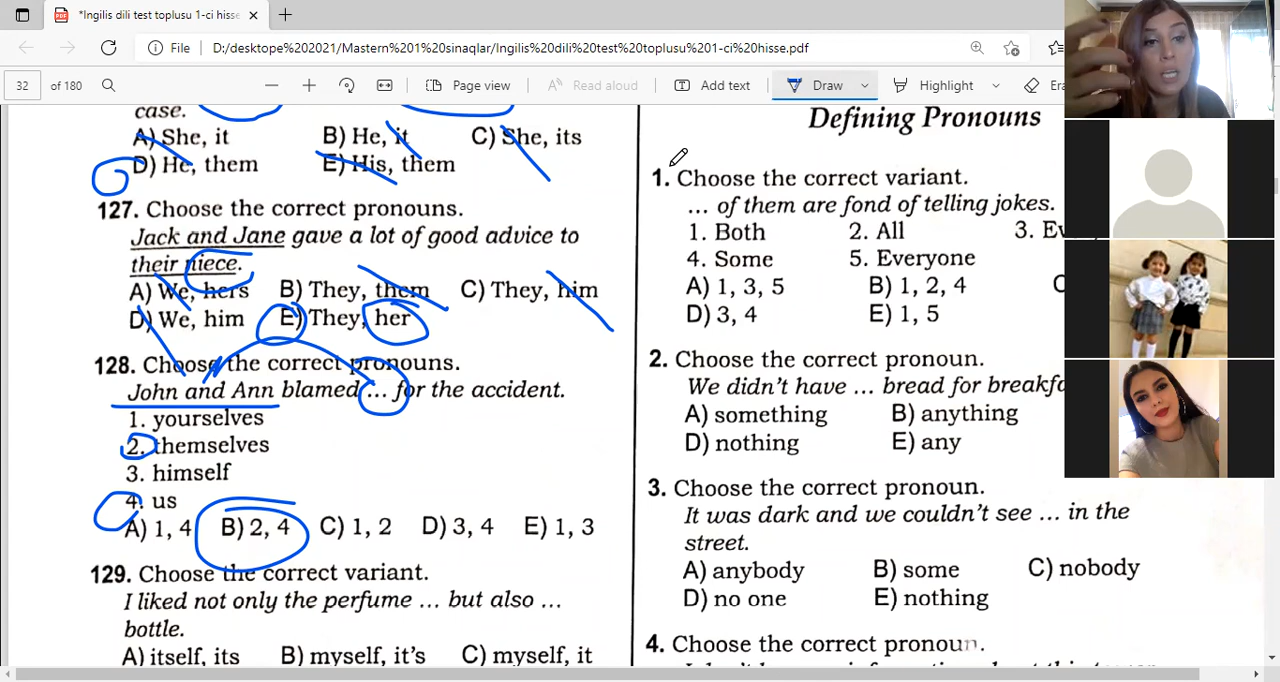 *Ingilis dili test toplusu 1-ci hisse
File
D:/desktope%202021/Mastern%201%20sinaqlar/Ingilis%20dili%20test%20toplusu%201-ci%20hisse.pdf
32 of 180
Page view
Read aloud
Add text
Draw
Highlight
case.
A) She, it B) He, it C) She, its
D) He, them E) His, them
127. Choose the correct pronouns.
Jack and Jane gave a lot of good advice to
their niece.
A) We, hers B) They, them C) They, him
D) We, him E) They, her
128. Choose the correct pronouns.
John and Ann blamed ... for the accident.
1. yourselves
2. themselves
3. himself
4. us
A) 1, 4 B) 2, 4 C) 1, 2 D) 3, 4 E) 1, 3
129. Choose the correct variant.
I liked not only the perfume ... but also ...
bottle.
A) itself, its B) myself, it's C) myself, it
Defining Pronouns
1. Choose the correct variant.
... of them are fond of telling jokes.
1. Both 2. All 3.
4. Some 5. Everyone
A) 1, 3, 5 B) 1, 2, 4
D) 3, 4 E) 1, 5
2. Choose the correct pronoun.
We didn't have ... bread for
A) something B) anything
D) nothing E) any
3. Choose the correct pronoun.
It was dark and we couldn't see ... in the
street.
A) anybody B) some C) nobody
D) no one E) nothing
4. Choose the correct pronoun.